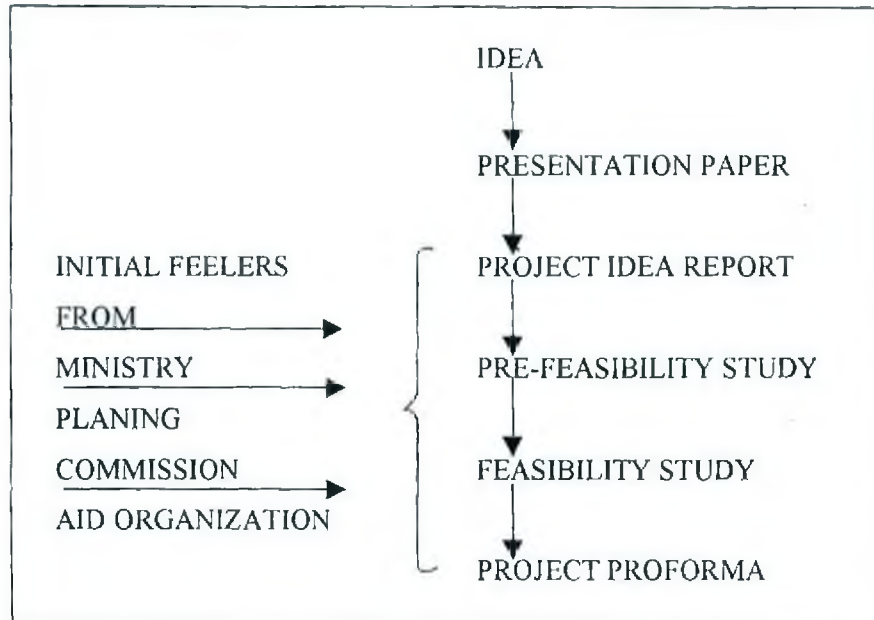 IDEA
PRESENTATION PAPER
INITIAL FEELERS
FROM
MINISTRY
PLANING
COMMISSION
AID ORGANIZATION
PROJECT IDEA REPORT
PRE-FEASIBILITY STUDY
FEASIBILITY STUDY
PROJECT PROFORMA